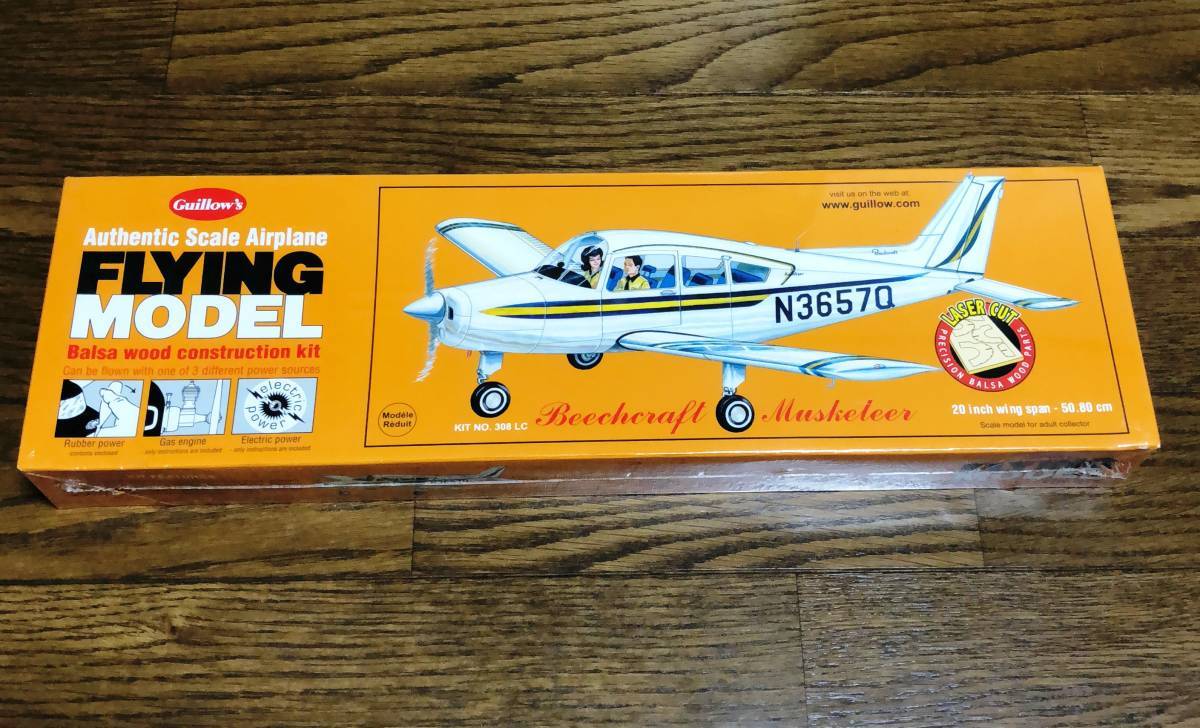 Guillow's
Authentic Scale Airplane
FLYING
MODEL
Balsa wood construction kit
Can be flown with one of 3 different power sources
electric power
Rubber power
contents enclosed
Gas engine
only instructions are included
Electric power
only instructions are included
visit us on the web at:
www.guillow.com
Beechcraft
N3657Q
LASER CUT
PRECISION BALSA WOOD PARTS
Modèle
Réduit
KIT NO. 308 LC
Beechcraft Musketeer
20 inch wing span - 50.80 cm
Scale model for adult collector